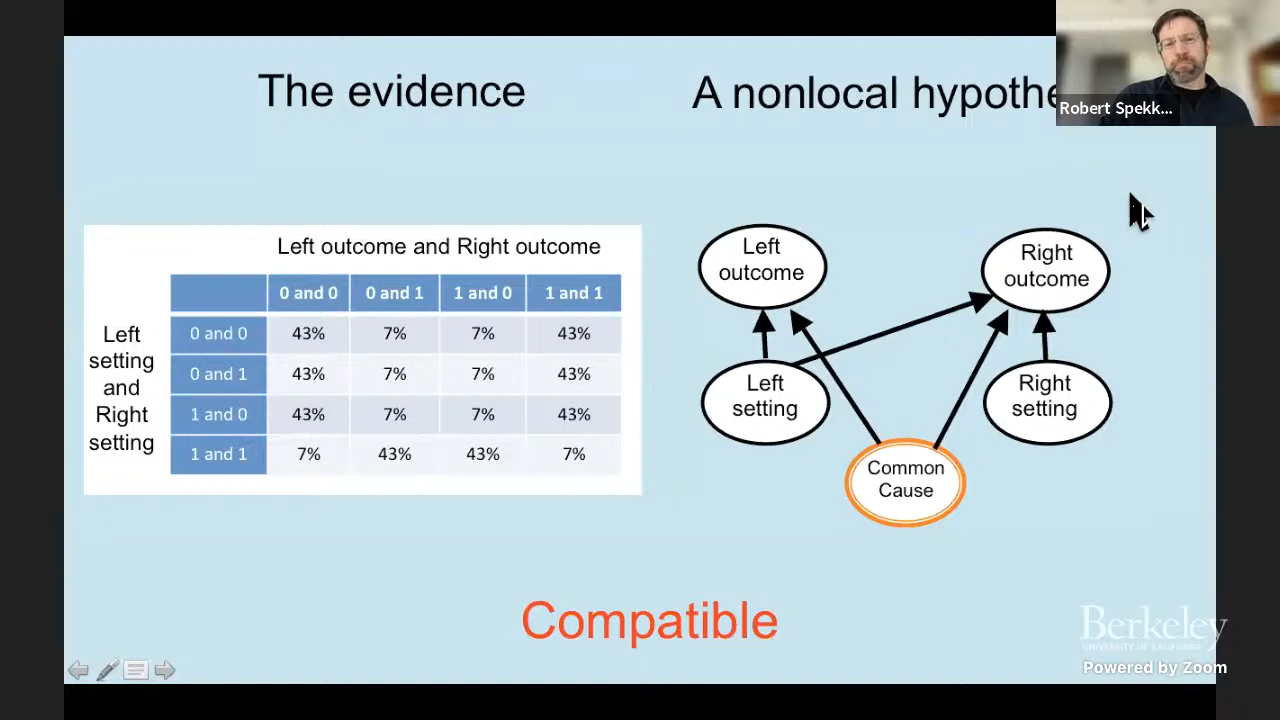 The evidence
A nonlocal hypothe
Robert Spekk...
Left outcome and Right outcome
0 and 0 0 and 1 1 and 0 1 and 1
Left
setting
and
Right
setting
0 and 0 43% 7% 7% 43%
0 and 1 43% 7% 7% 43%
1 and 0 43% 7% 7% 43%
1 and 1 7% 43% 43% 7%
Left
outcome
Right
outcome
Left
setting
Right
setting
Common
Cause
Compatible
Berkeley
UNIVERSITY OF CALIFORNIA
Powered by Zoom